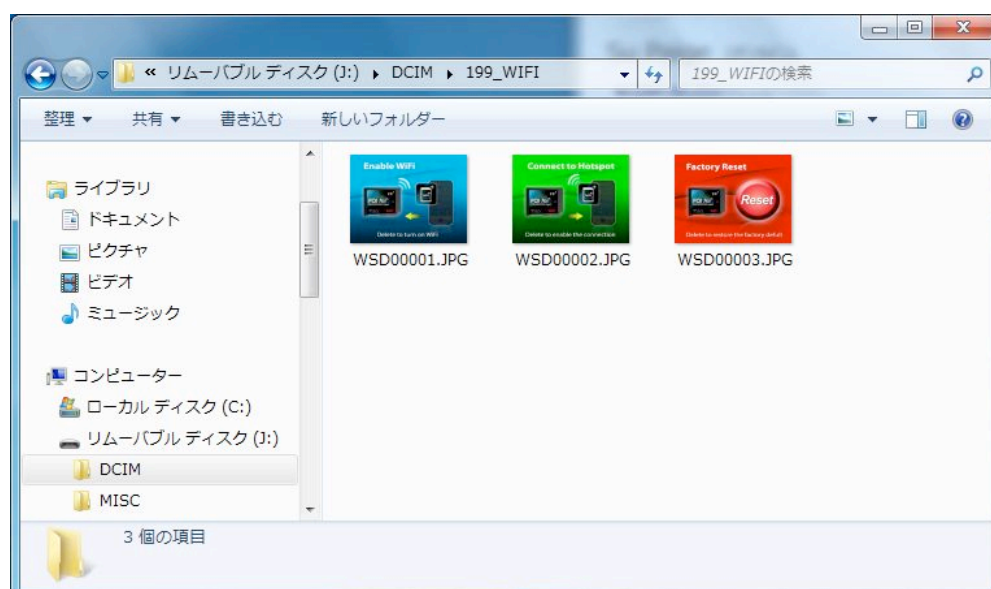 « リムーバブル ディスク (J:) ▸ DCIM ▸ 199_WIFI
199_WIFIの検索
整理 ▼ 共有 ▼ 書き込む 新しいフォルダー
ライブラリ
ドキュメント
ピクチャ
ビデオ
ミュージック
コンピューター
ローカル ディスク (C:)
リムーバブル ディスク (J:)
DCIM
MISC
Enable WiFi
Delete to turn on WiFi
WSD00001.JPG
Connect to Hotspot
Delete to enable the connection
WSD00002.JPG
Factory Reset
Reset
Delete to restore the factory default
WSD00003.JPG
3 個の項目